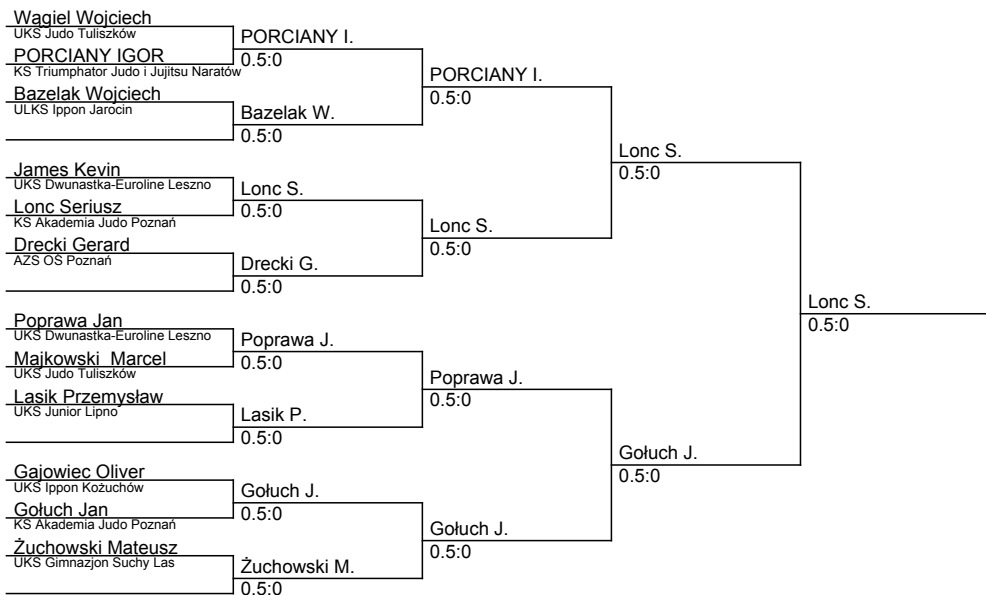 Wągiel Wojciech
UKS Judo Tuliszków
PORCIANY IGOR
KS Triumphator Judo i Jujitsu Naratów
Bazelak Wojciech
ULKS Ippon Jarocin
James Kevin
UKS Dwunastka-Euroline Leszno
Lonc Seriusz
KS Akademia Judo Poznań
Drecki Gerard
AZS OŚ Poznań
Poprawa Jan
UKS Dwunastka-Euroline Leszno
Majkowski  Marcel
UKS Judo Tuliszków
Lasik Przemysław
UKS Junior Lipno
Gajowiec Oliver
UKS Ippon Kożuchów
Gołuch Jan
KS Akademia Judo Poznań
Żuchowski Mateusz
UKS Gimnazjon Suchy Las
PORCIANY I.
0.5:0
Bazelak W.
0.5:0
Lonc S.
0.5:0
Drecki G.
0.5:0
Poprawa J.
0.5:0
Lasik P.
0.5:0
Gołuch J.
0.5:0
Żuchowski M.
0.5:0
PORCIANY I.
0.5:0
Lonc S.
0.5:0
Poprawa J.
0.5:0
Gołuch J.
0.5:0
Lonc S.
0.5:0
Gołuch J.
0.5:0
Lonc S.
0.5:0